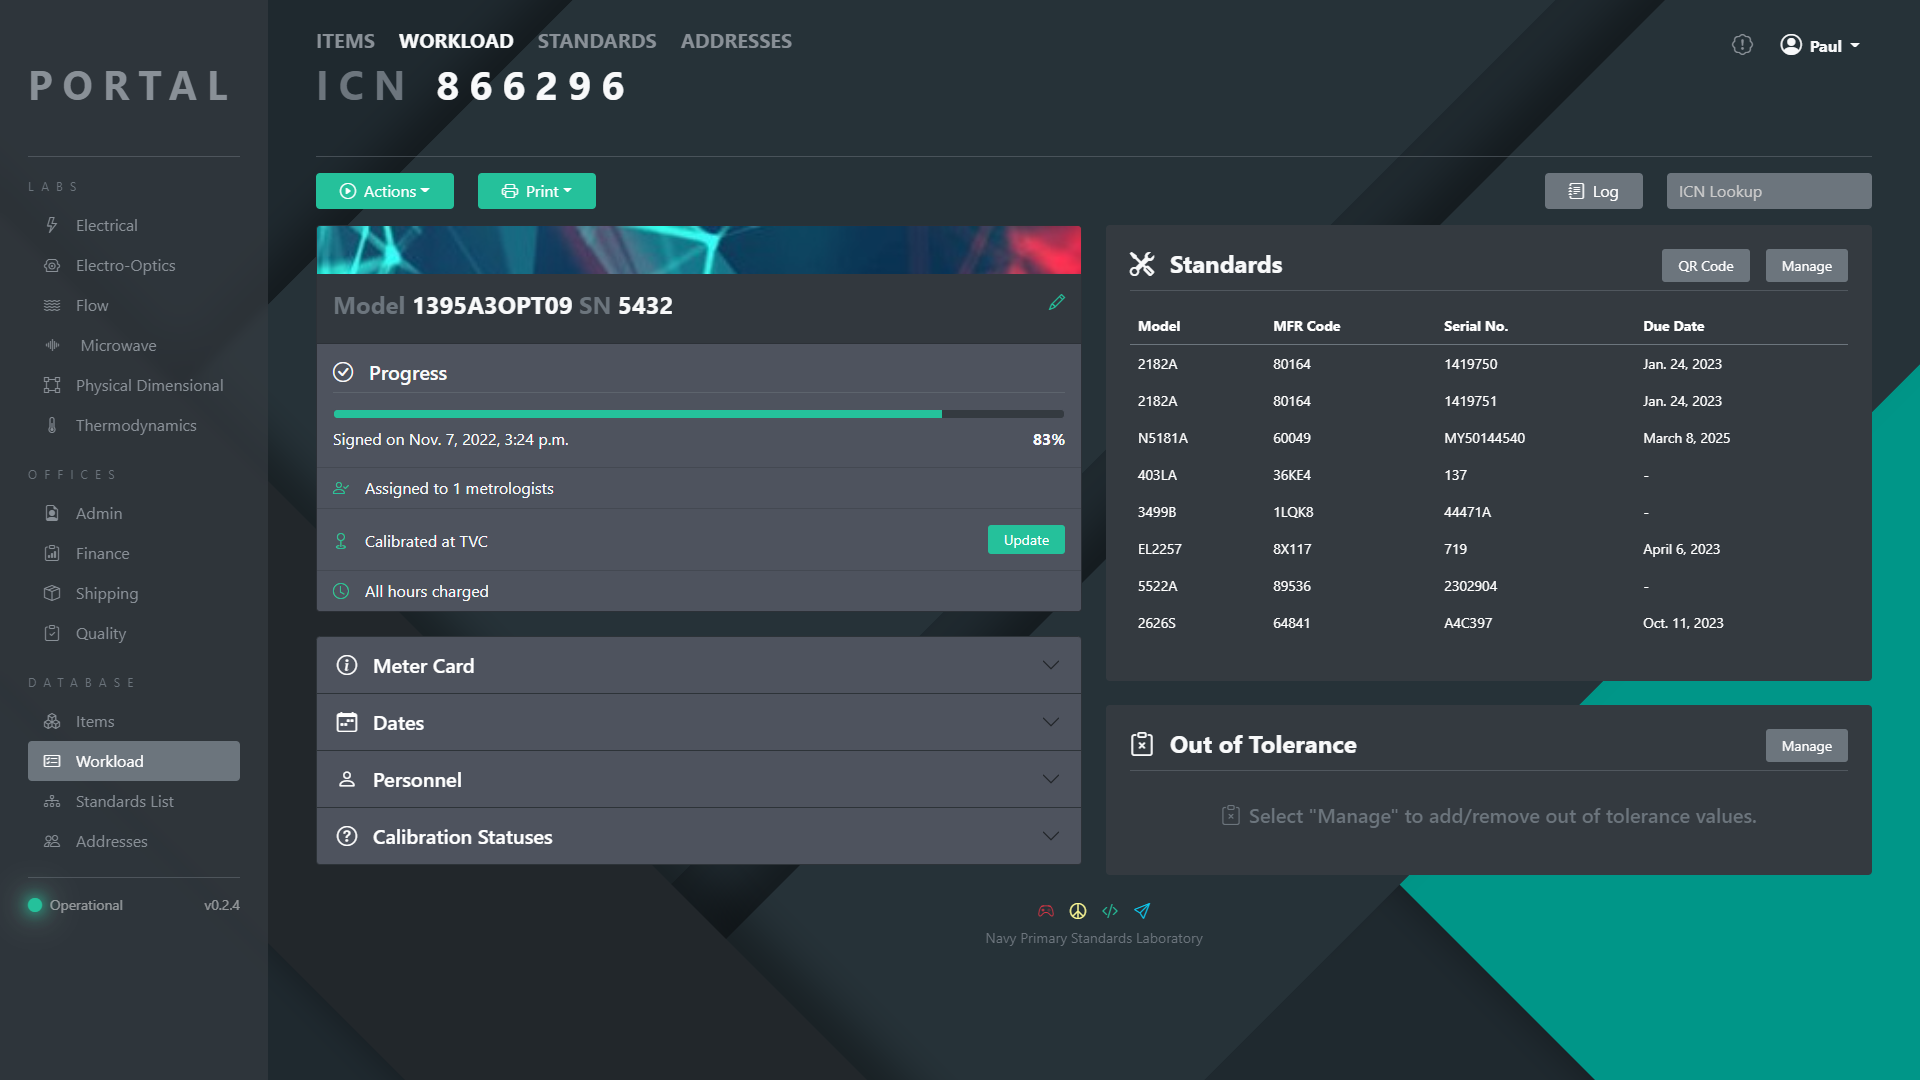 PORTAL
LABS
Electrical
Electro-Optics
Flow
Microwave
Physical Dimensional
Thermodynamics
OFFICES
Admin
Finance
Shipping
Quality
DATABASE
Items
Workload
Standards List
Addresses
Operational v0.2.4
ITEMS WORKLOAD STANDARDS ADDRESSES
Paul
ICN 866296
Actions Print Log ICN Lookup
Model 1395A3OPT09 SN 5432
Progress
Signed on Nov. 7, 2022, 3:24 p.m. 83%
Assigned to 1 metrologists
Calibrated at TVC Update
All hours charged
Meter Card
Dates
Personnel
Calibration Statuses
Standards QR Code Manage
Model MFR Code Serial No. Due Date
2182A 80164 1419750 Jan. 24, 2023
2182A 80164 1419751 Jan. 24, 2023
N5181A 60049 MY50144540 March 8, 2025
403LA 36KE4 137 -
3499B 1LQK8 44471A -
EL2257 8X117 719 April 6, 2023
5522A 89536 2302904 -
2626S 64841 A4C397 Oct. 11, 2023
Out of Tolerance Manage
Select "Manage" to add/remove out of tolerance values.
Navy Primary Standards Laboratory